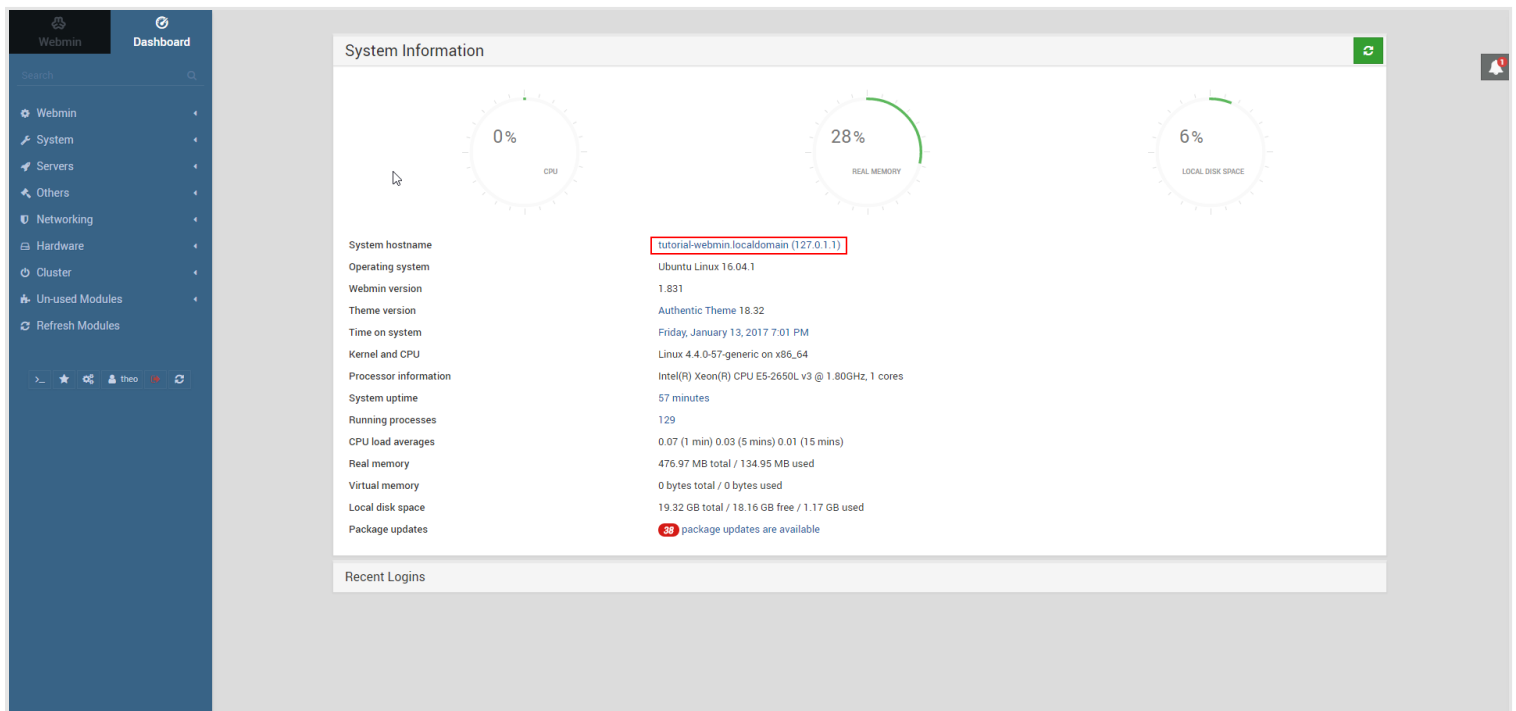 Webmin
Dashboard
Search
Webmin
System
Servers
Others
Networking
Hardware
Cluster
Un-used Modules
Refresh Modules
>_ theo
System Information
1
0%
CPU
28%
REAL MEMORY
6%
LOCAL DISK SPACE
System hostname tutorial-webmin.localdomain (127.0.1.1)
Operating system Ubuntu Linux 16.04.1
Webmin version 1.831
Theme version Authentic Theme 18.32
Time on system Friday, January 13, 2017 7:01 PM
Kernel and CPU Linux 4.4.0-57-generic on x86_64
Processor information Intel(R) Xeon(R) CPU E5-2650L v3 @ 1.80GHz, 1 cores
System uptime 57 minutes
Running processes 129
CPU load averages 0.07 (1 min) 0.03 (5 mins) 0.01 (15 mins)
Real memory 476.97 MB total / 134.95 MB used
Virtual memory 0 bytes total / 0 bytes used
Local disk space 19.32 GB total / 18.16 GB free / 1.17 GB used
Package updates 38 package updates are available
Recent Logins